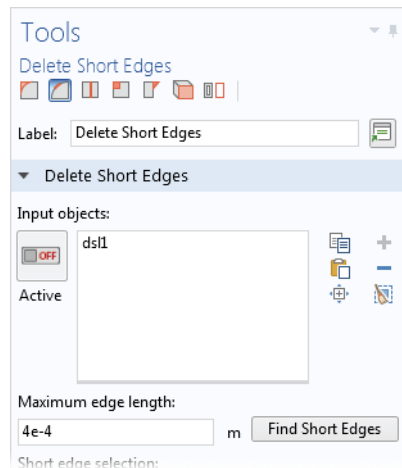 Tools
Delete Short Edges
Label: Delete Short Edges
Delete Short Edges
Input objects:
dsl1
OFF
Active
Maximum edge length:
4e-4 m Find Short Edges
Short edge selection: